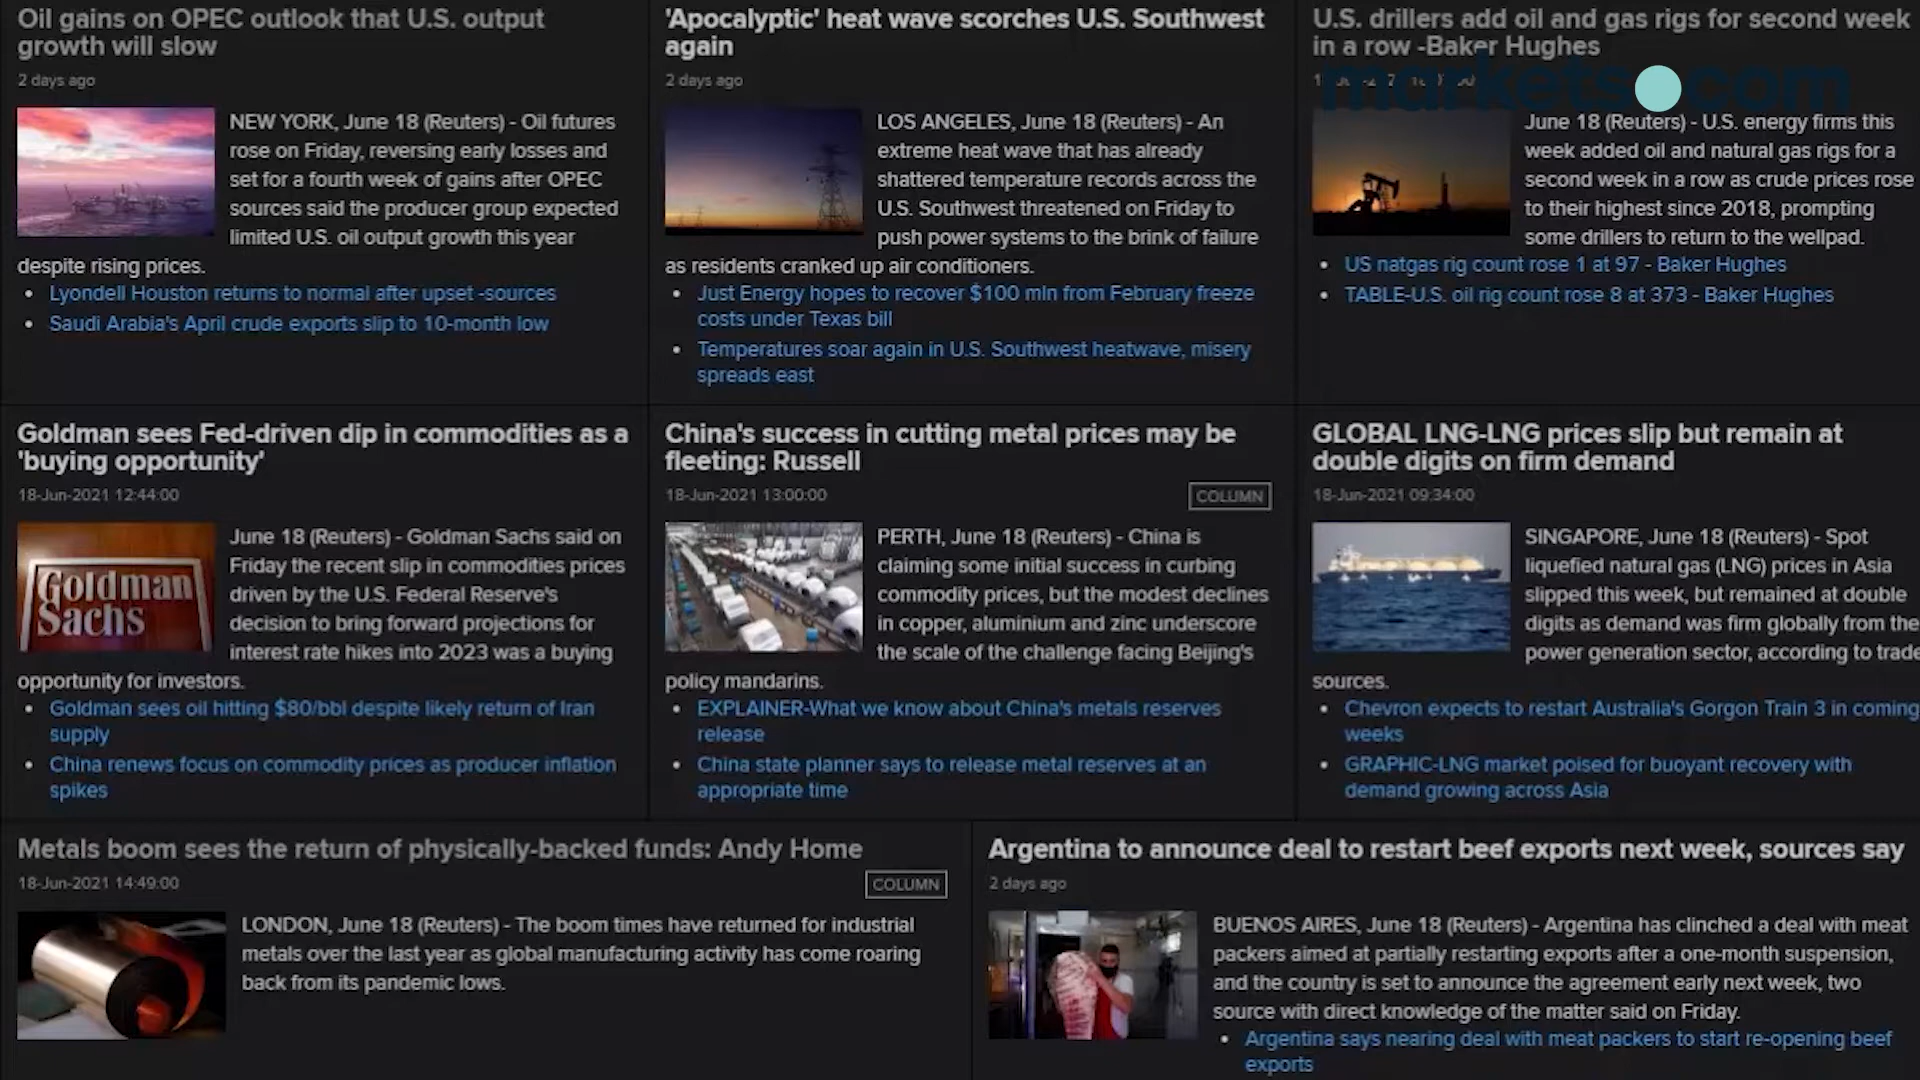 Oil gains on OPEC outlook that U.S. output
growth will slow
2 days ago
NEW YORK, June 18 (Reuters) - Oil futures
rose on Friday, reversing early losses and
set for a fourth week of gains after OPEC
sources said the producer group expected
limited U.S. oil output growth this year
despite rising prices.
Lyondell Houston returns to normal after upset -sources
Saudi Arabia's April crude exports slip to 10-month low
'Apocalyptic' heat wave scorches U.S. Southwest
again
2 days ago
LOS ANGELES, June 18 (Reuters) - An
extreme heat wave that has already
shattered temperature records across the
U.S. Southwest threatened on Friday to
push power systems to the brink of failure
as residents cranked up air conditioners.
Just Energy hopes to recover $100 mln from February freeze
costs under Texas bill
Temperatures soar again in U.S. Southwest heatwave, misery
spreads east
U.S. drillers add oil and gas rigs for second week
in a row -Baker Hughes
markets.com
June 18 (Reuters) - U.S. energy firms this
week added oil and natural gas rigs for a
second week in a row as crude prices rose
to their highest since 2018, prompting
some drillers to return to the wellpad.
US natgas rig count rose 1 at 97 - Baker Hughes
TABLE-U.S. oil rig count rose 8 at 373 - Baker Hughes
Goldman sees Fed-driven dip in commodities as a
'buying opportunity'
18-Jun-2021 12:44:00
Goldman
Sachs
June 18 (Reuters) - Goldman Sachs said on
Friday the recent slip in commodities prices
driven by the U.S. Federal Reserve's
decision to bring forward projections for
interest rate hikes into 2023 was a buying
opportunity for investors.
Goldman sees oil hitting $80/bbl despite likely return of Iran
supply
China renews focus on commodity prices as producer inflation
spikes
China's success in cutting metal prices may be
fleeting: Russell
18-Jun-2021 13:00:00
COLUMN
PERTH, June 18 (Reuters) - China is
claiming some initial success in curbing
commodity prices, but the modest declines
in copper, aluminium and zinc underscore
the scale of the challenge facing Beijing's
policy mandarins.
EXPLAINER-What we know about China's metals reserves
release
China state planner says to release metal reserves at an
appropriate time
GLOBAL LNG-LNG prices slip but remain at
double digits on firm demand
18-Jun-2021 09:34:00
SINGAPORE, June 18 (Reuters) - Spot
liquefied natural gas (LNG) prices in Asia
slipped this week, but remained at double
digits as demand was firm globally from the
power generation sector, according to trade
sources.
Chevron expects to restart Australia's Gorgon Train 3 in coming
weeks
GRAPHIC-LNG market poised for buoyant recovery with
demand growing across Asia
Metals boom sees the return of physically-backed funds: Andy Home
18-Jun-2021 14:49:00
COLUMN
LONDON, June 18 (Reuters) - The boom times have returned for industrial
metals over the last year as global manufacturing activity has come roaring
back from its pandemic lows.
Argentina to announce deal to restart beef exports next week, sources say
2 days ago
BUENOS AIRES, June 18 (Reuters) - Argentina has clinched a deal with meat
packers aimed at partially restarting exports after a one-month suspension,
and the country is set to announce the agreement early next week, two
source with direct knowledge of the matter said on Friday.
Argentina says nearing deal with meat packers to start re-opening beef
exports